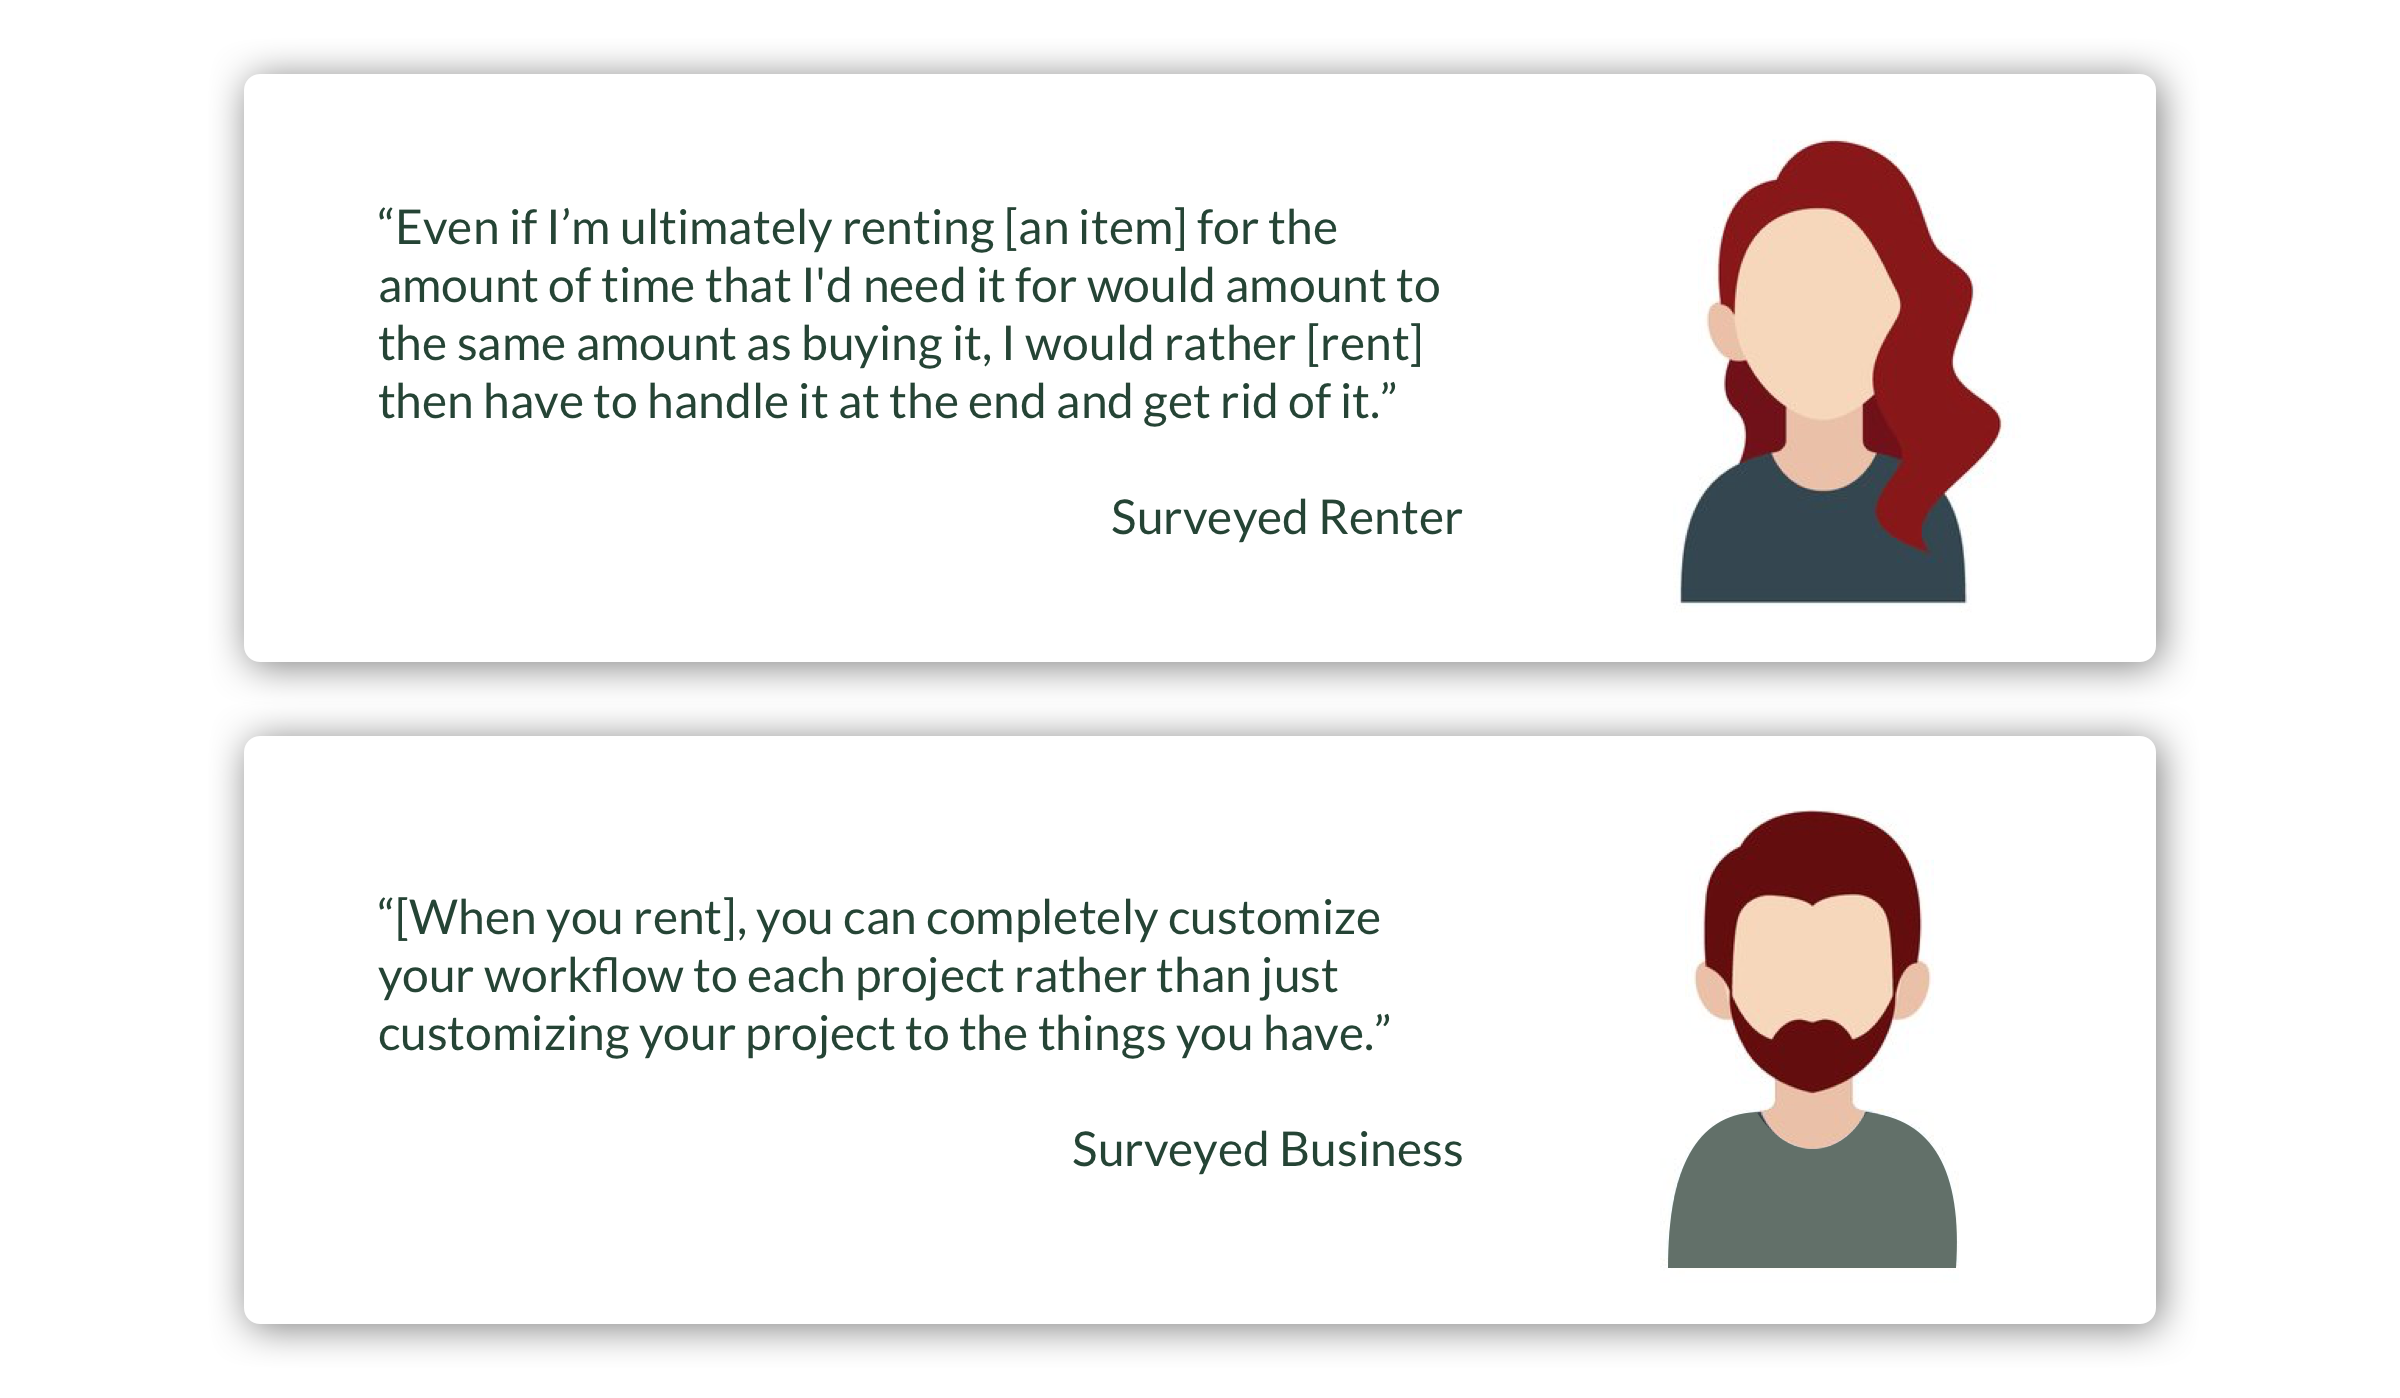 “Even if I’m ultimately renting [an item] for the
amount of time that I'd need it for would amount to
the same amount as buying it, I would rather [rent]
then have to handle it at the end and get rid of it.”
Surveyed Renter
“[When you rent], you can completely customize
your workflow to each project rather than just
customizing your project to the things you have.”
Surveyed Business